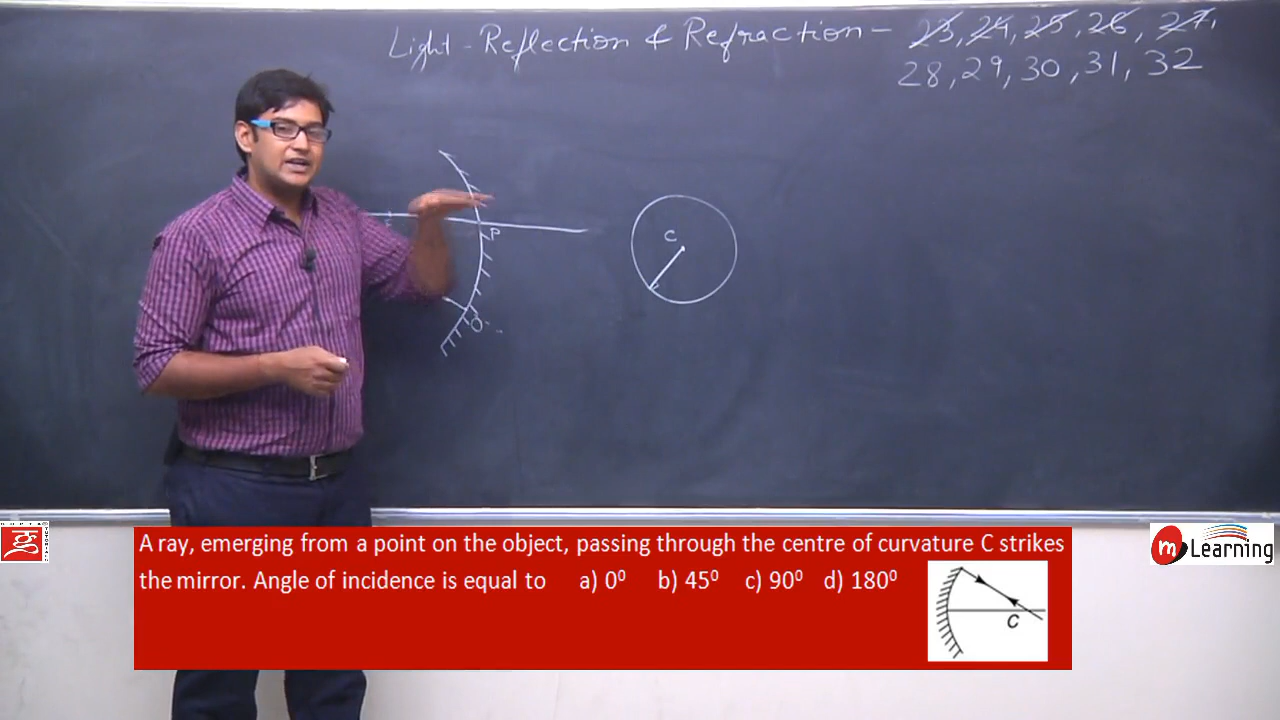 Light - Reflection & Refraction - 23, 24, 25, 26, 27,
28, 29, 30, 31, 32
F
P
C
A ray, emerging from a point on the object, passing through the centre of curvature C strikes
the mirror. Angle of incidence is equal to a) 0⁰ b) 45⁰ c) 90⁰ d) 180⁰
C
m Learning